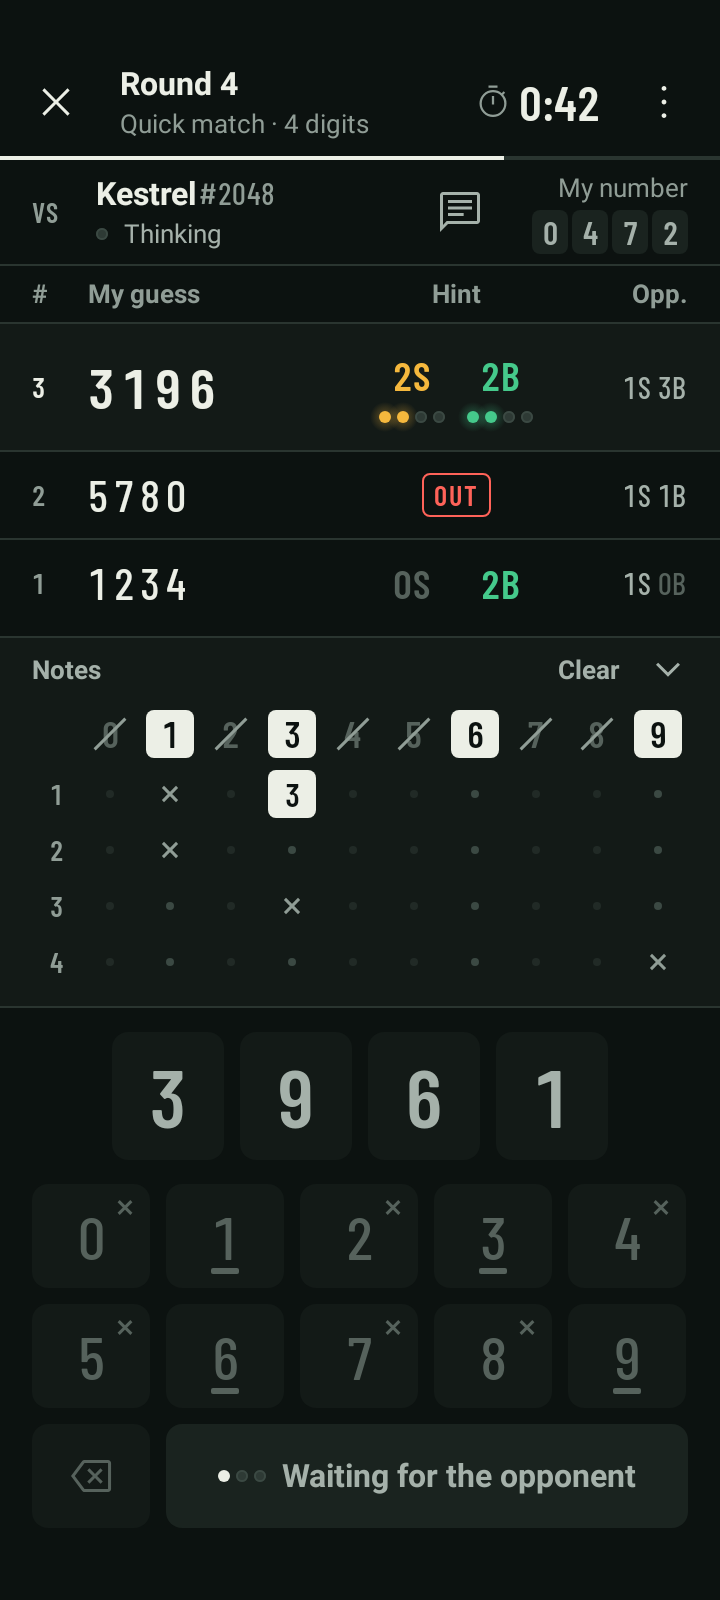 Round 4
Quick match · 4 digits
0:42
VS
Kestrel #2048
Thinking
My number
0 4 7 2
# My guess Hint Opp.
3 3196 2S 2B 1S 3B
2 5780 OUT 1S 1B
1 1234 0S 2B 1S 0B
Notes Clear
0 1 2 3 4 5 6 7 8 9
1 × 3
2 ×
3 ×
4 ×
3 9 6 1
0 1 2 3 4
5 6 7 8 9
Waiting for the opponent